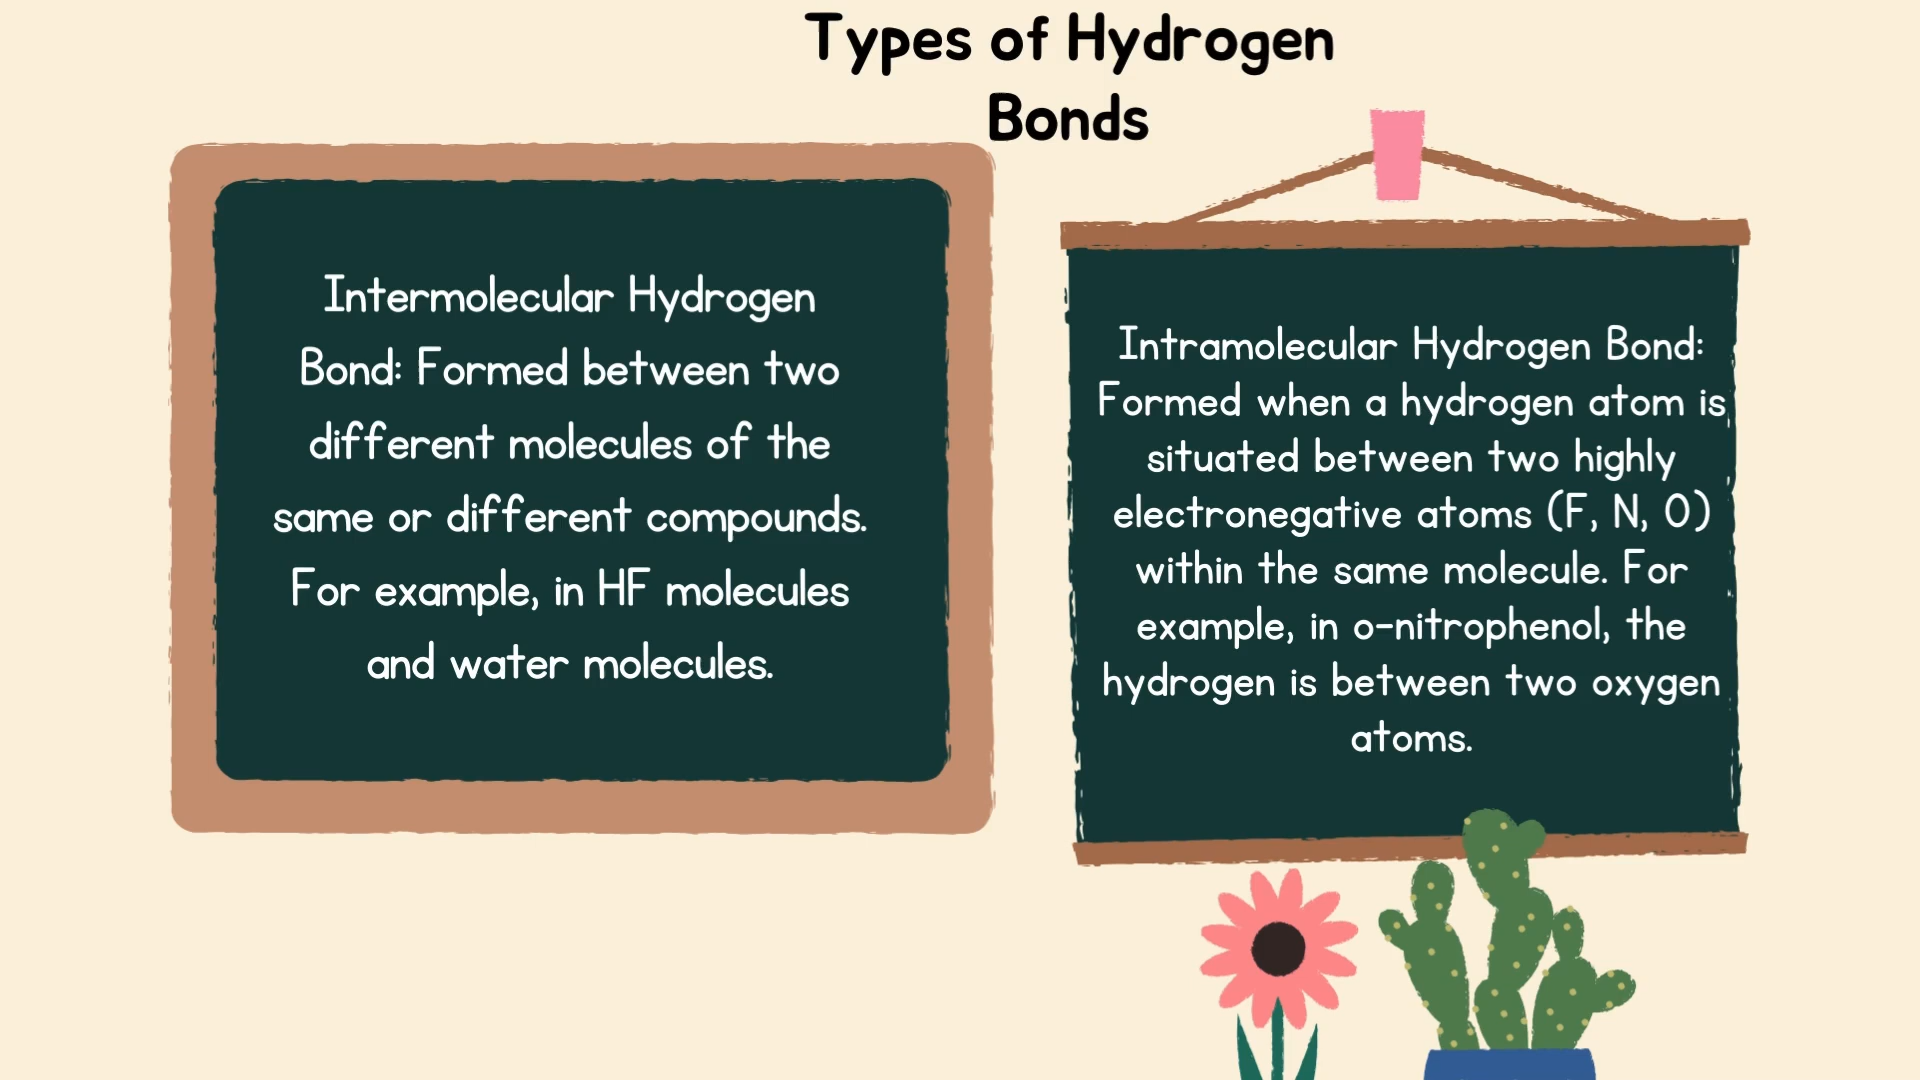 Types of Hydrogen
Bonds
Intermolecular Hydrogen
Bond: Formed between two
different molecules of the
same or different compounds.
For example, in HF molecules
and water molecules.
Intramolecular Hydrogen Bond:
Formed when a hydrogen atom is
situated between two highly
electronegative atoms (F, N, O)
within the same molecule. For
example, in o-nitrophenol, the
hydrogen is between two oxygen
atoms.